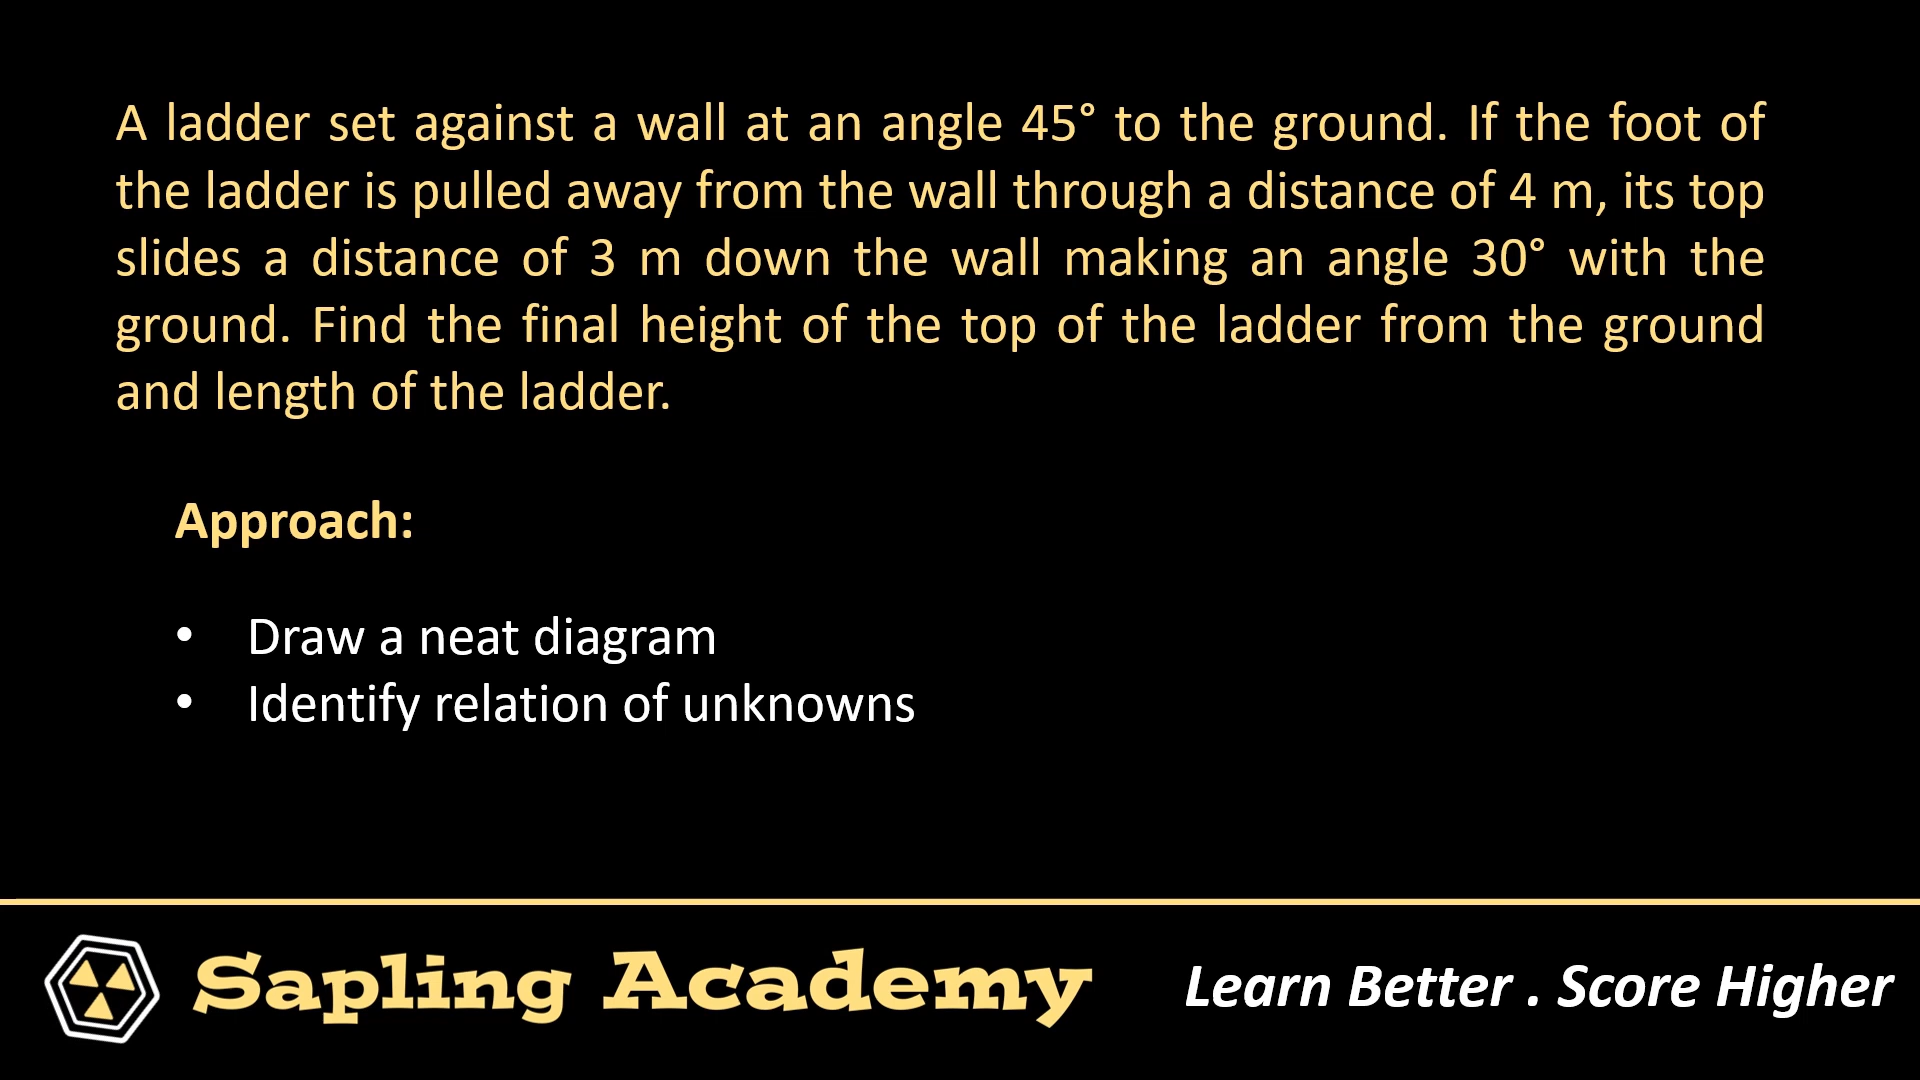 A ladder set against a wall at an angle 45° to the ground. If the foot of
the ladder is pulled away from the wall through a distance of 4 m, its top
slides a distance of 3 m down the wall making an angle 30° with the
ground. Find the final height of the top of the ladder from the ground
and length of the ladder.
Approach:
• Draw a neat diagram
• Identify relation of unknowns
Sapling Academy
Learn Better . Score Higher